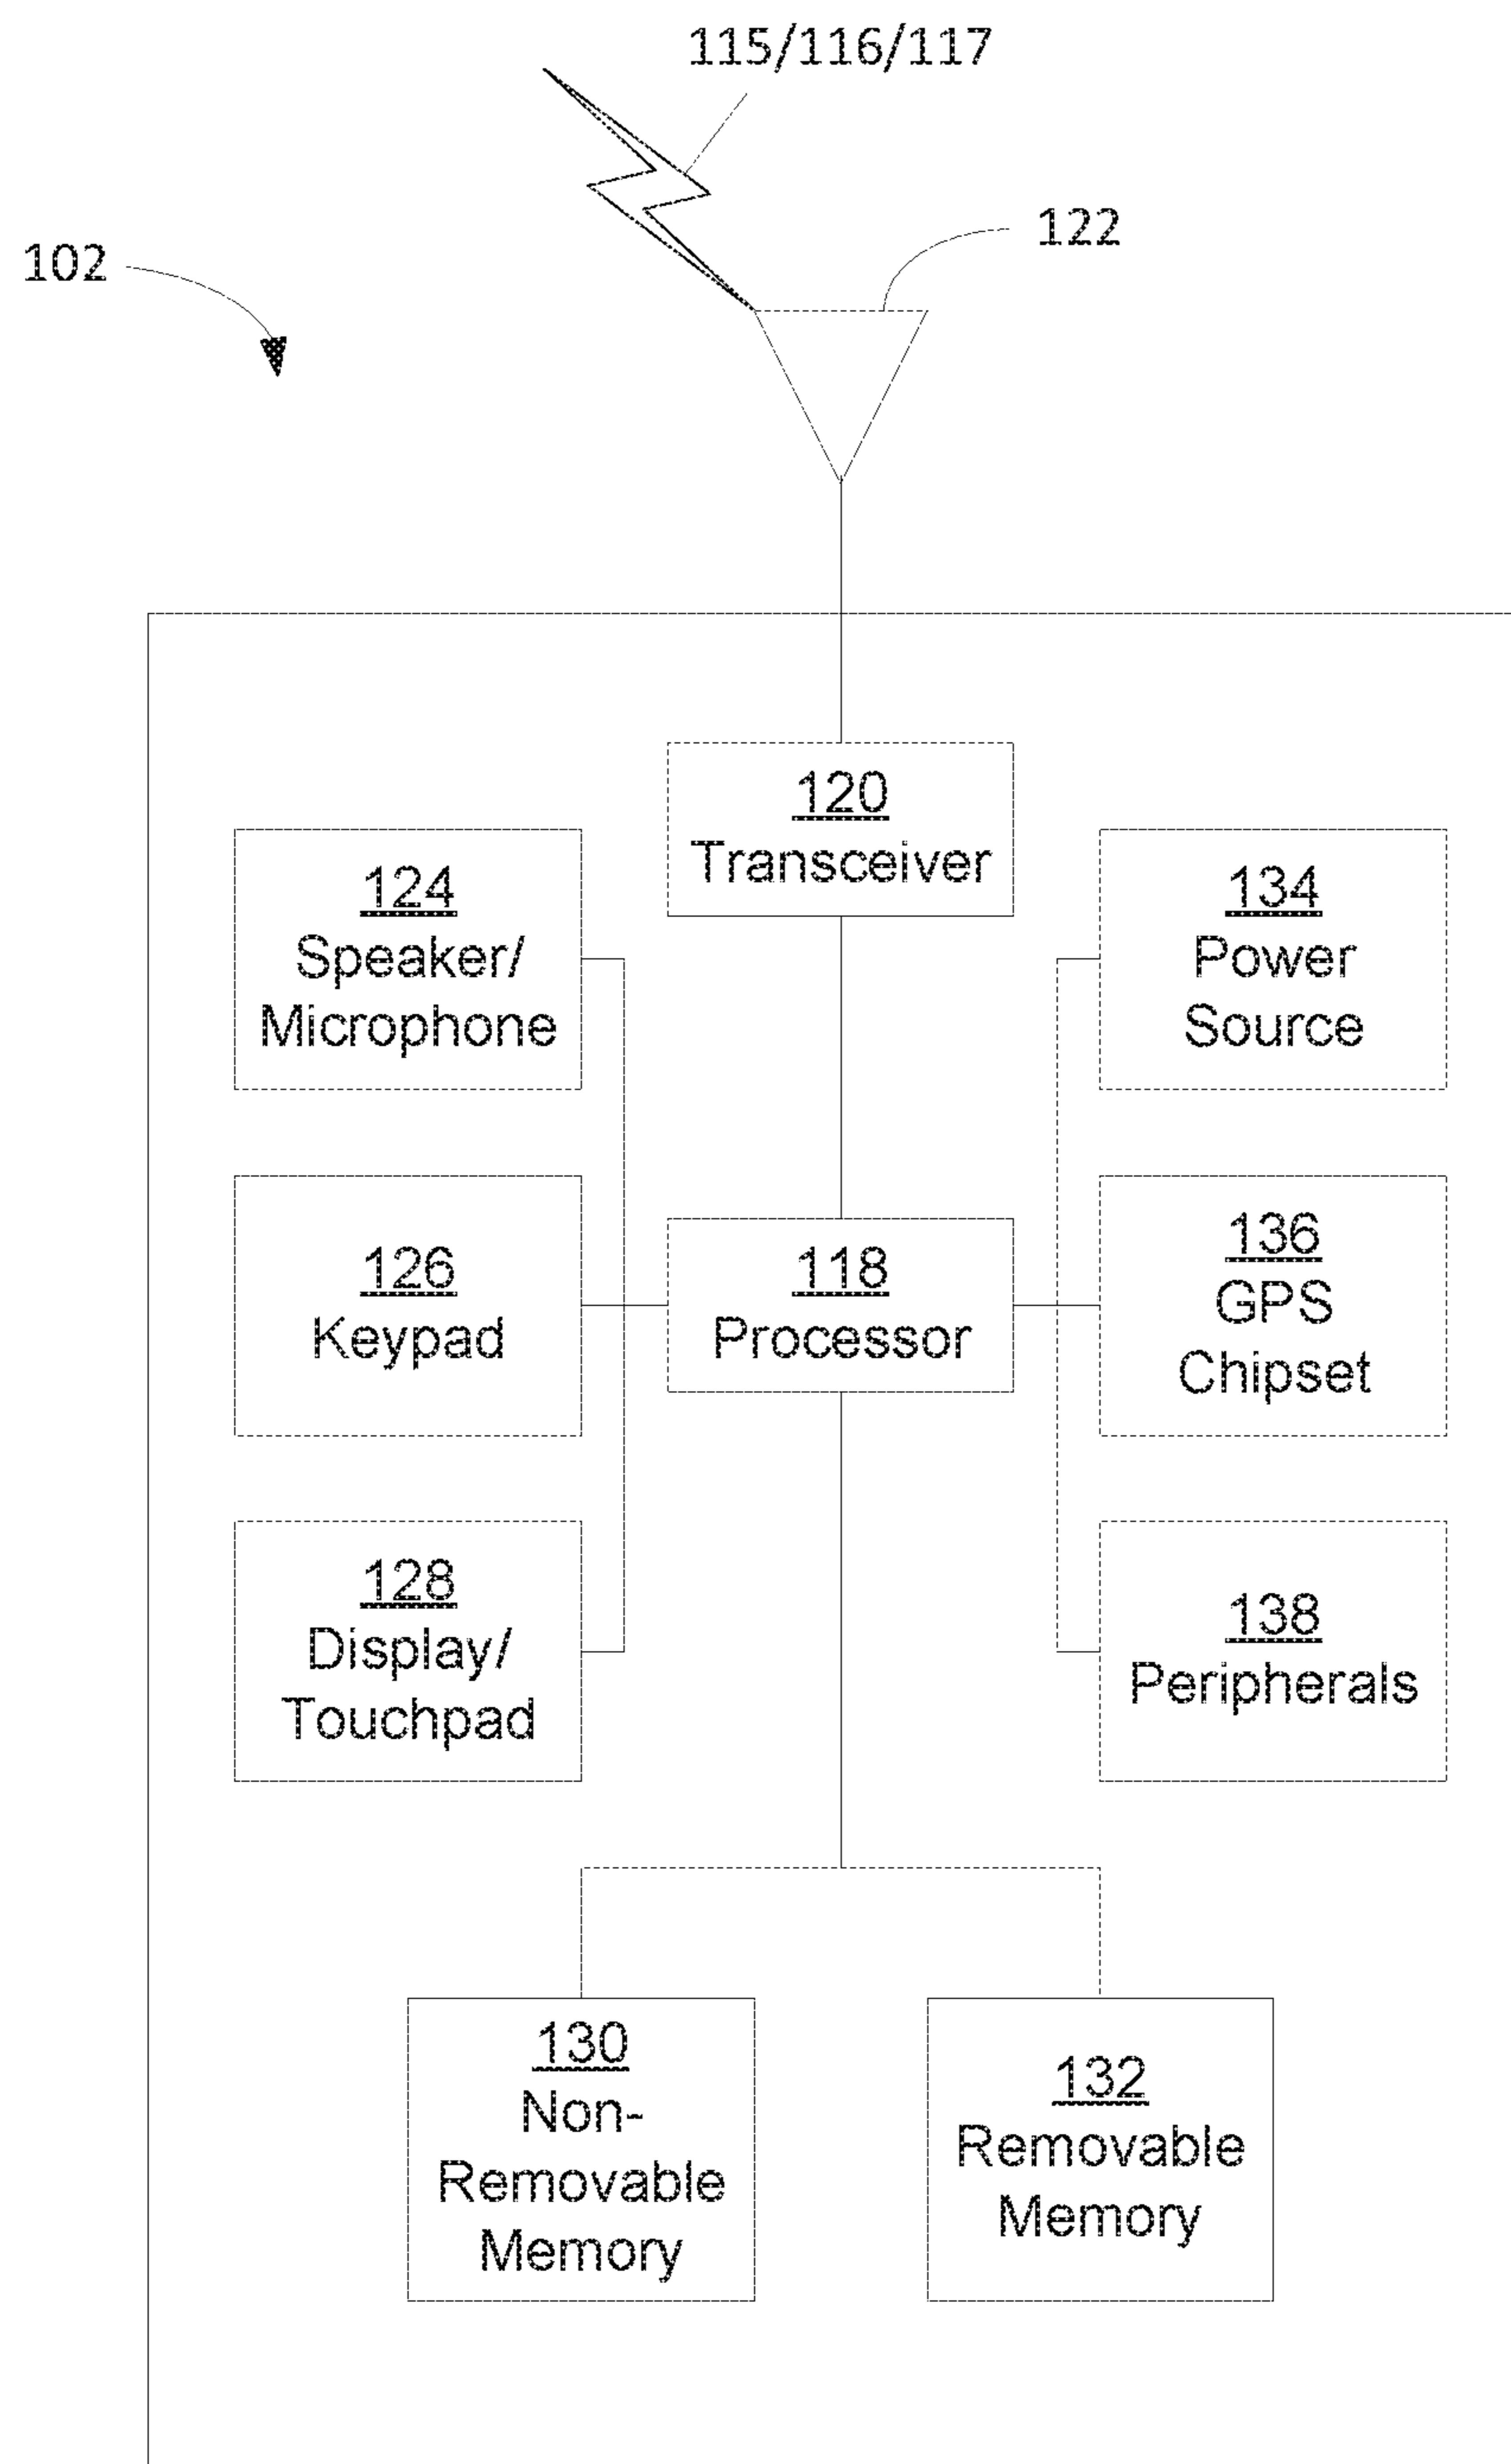 115/116/117
122
102
120
Transceiver
124
Speaker/
Microphone
134
Power
Source
126
Keypad
118
Processor
136
GPS
Chipset
128
Display/
Touchpad
138
Peripherals
130
Non-
Removable
Memory
132
Removable
Memory